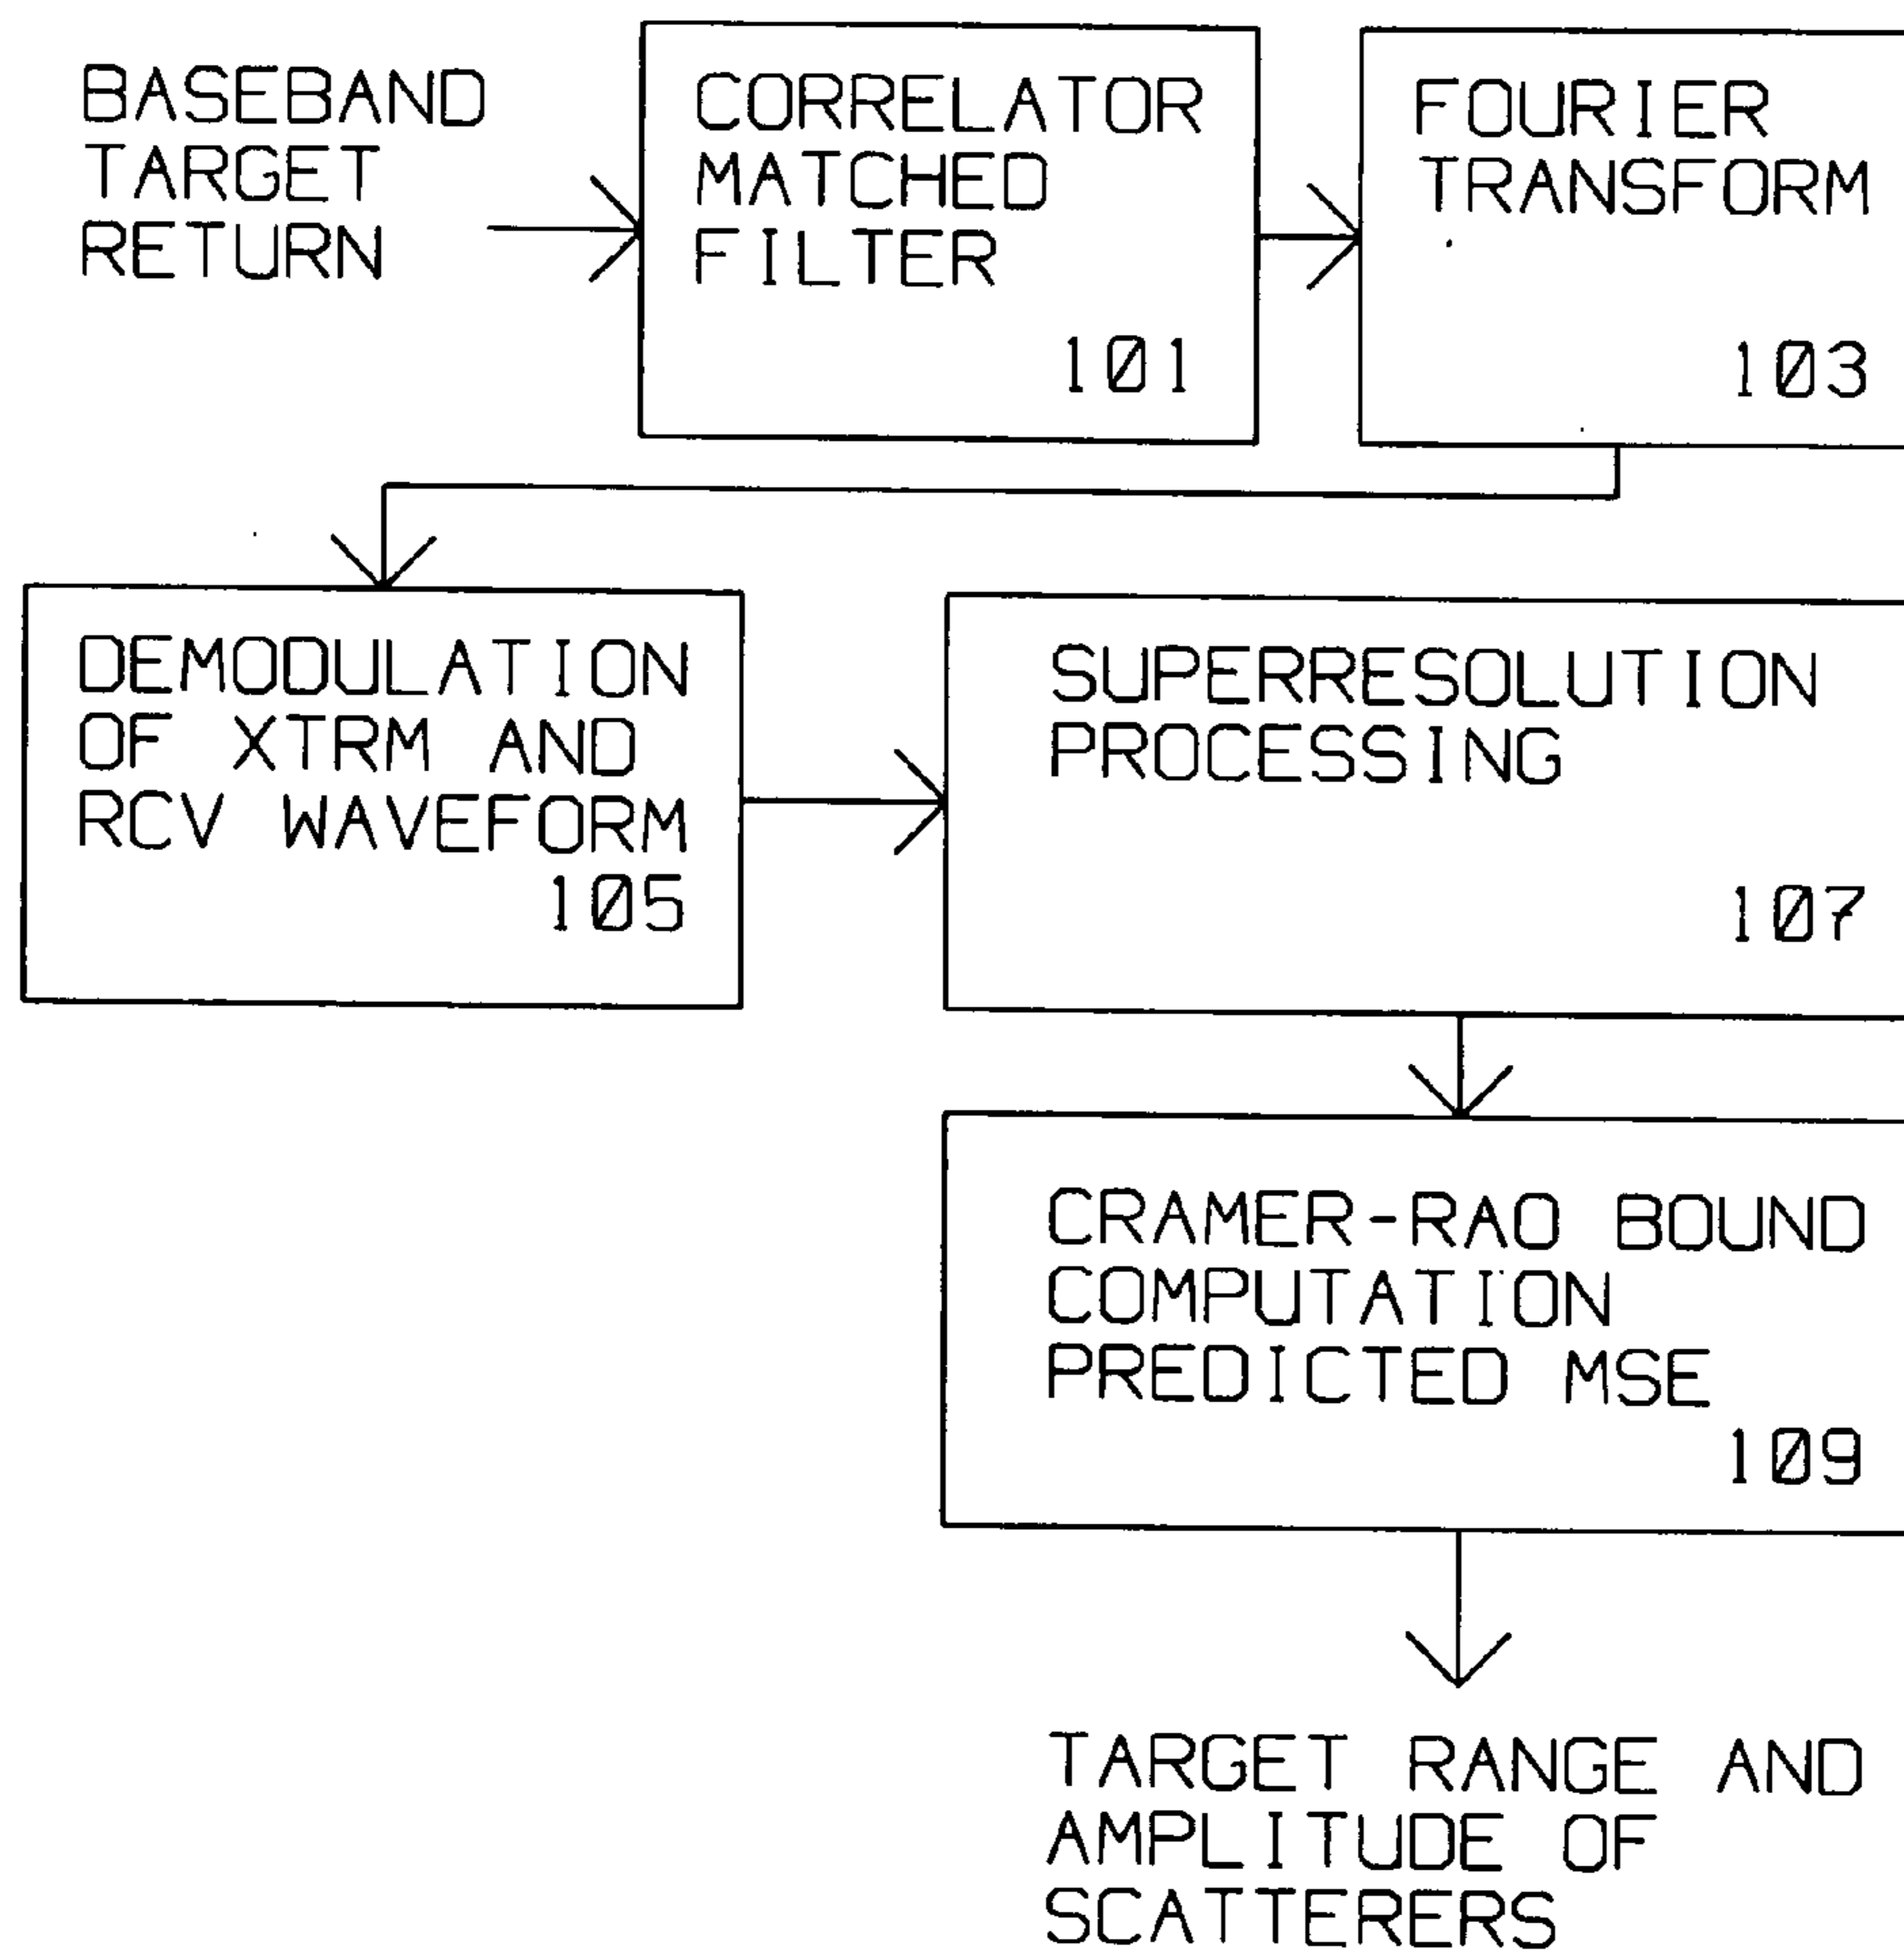 BASEBAND
TARGET
RETURN
CORRELATOR
MATCHED
FILTER
101
FOURIER
TRANSFORM
103
DEMODULATION
OF XTRM AND
RCV WAVEFORM
105
SUPERRESOLUTION
PROCESSING
107
CRAMER-RAO BOUND
COMPUTATION
PREDICTED MSE
109
TARGET RANGE AND
AMPLITUDE OF
SCATTERERS